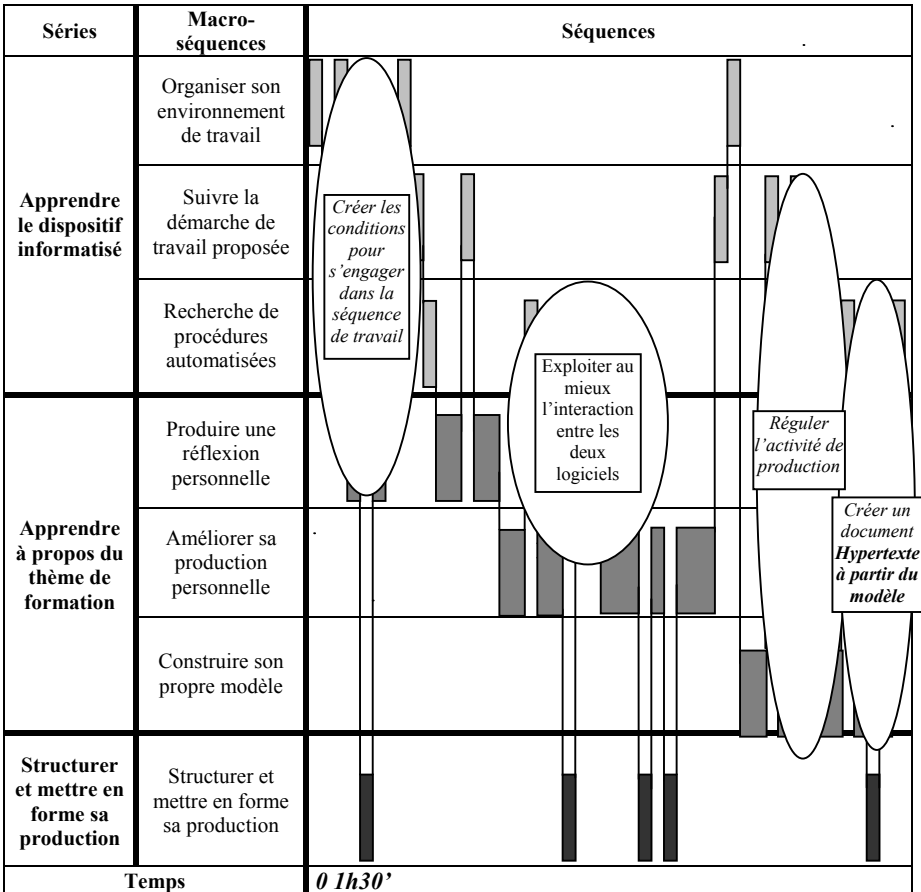 Séries
Macro-
séquences
Séquences
Apprendre
le dispositif
informatisé
Organiser son
environnement
de travail
Suivre la
démarche de
travail proposée
Recherche de
procédures
automatisées
Créer les
conditions
pour
s’engager
dans la
séquence
de travail
Apprendre
à propos du
thème de
formation
Produire une
réflexion
personnelle
Améliorer sa
production
personnelle
Construire son
propre modèle
Exploiter au
mieux
l’interaction
entre les
deux
logiciels
Réguler
l’activité de
production
Créer un
document
Hypertexte
à partir du
modèle
Structurer
et mettre en
forme sa
production
Structurer et
mettre en forme
sa production
Temps
0 1h30’